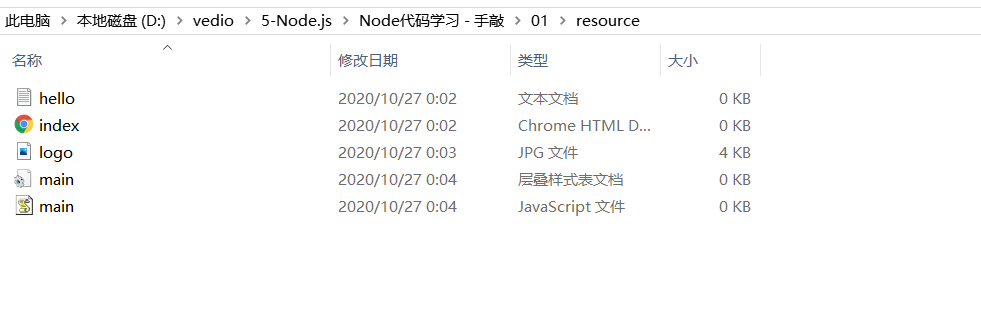 此电脑 > 本地磁盘 (D:) > vedio > 5-Node.js > Node代码学习 - 手敲 > 01 > resource
名称 修改日期 类型 大小
hello 2020/10/27 0:02 文本文档 0 KB
index 2020/10/27 0:02 Chrome HTML D... 0 KB
logo 2020/10/27 0:03 JPG 文件 4 KB
main 2020/10/27 0:04 层叠样式表文档 0 KB
main 2020/10/27 0:04 JavaScript 文件 0 KB